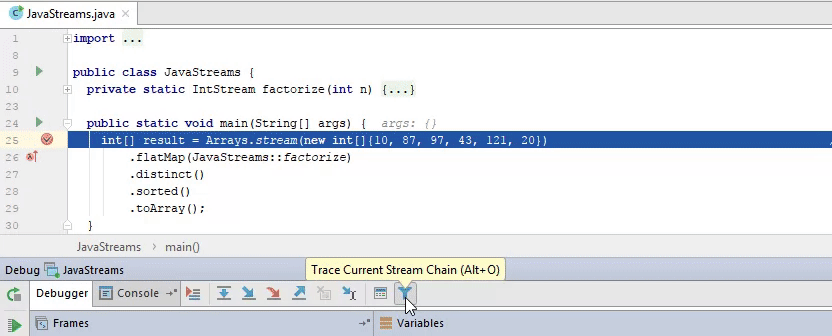 JavaStreams.java ×
1 import ...
8
9 public class JavaStreams {
10 private static IntStream factorize(int n) {...}
23
24 public static void main(String[] args) { args: {}
25 int[] result = Arrays.stream(new int[]{10, 87, 97, 43, 121, 20})
26 .flatMap(JavaStreams::factorize)
27 .distinct()
28 .sorted()
29 .toArray();
30 }
JavaStreams > main()
Trace Current Stream Chain (Alt+O)
Debug JavaStreams
Debugger Console
Frames Variables